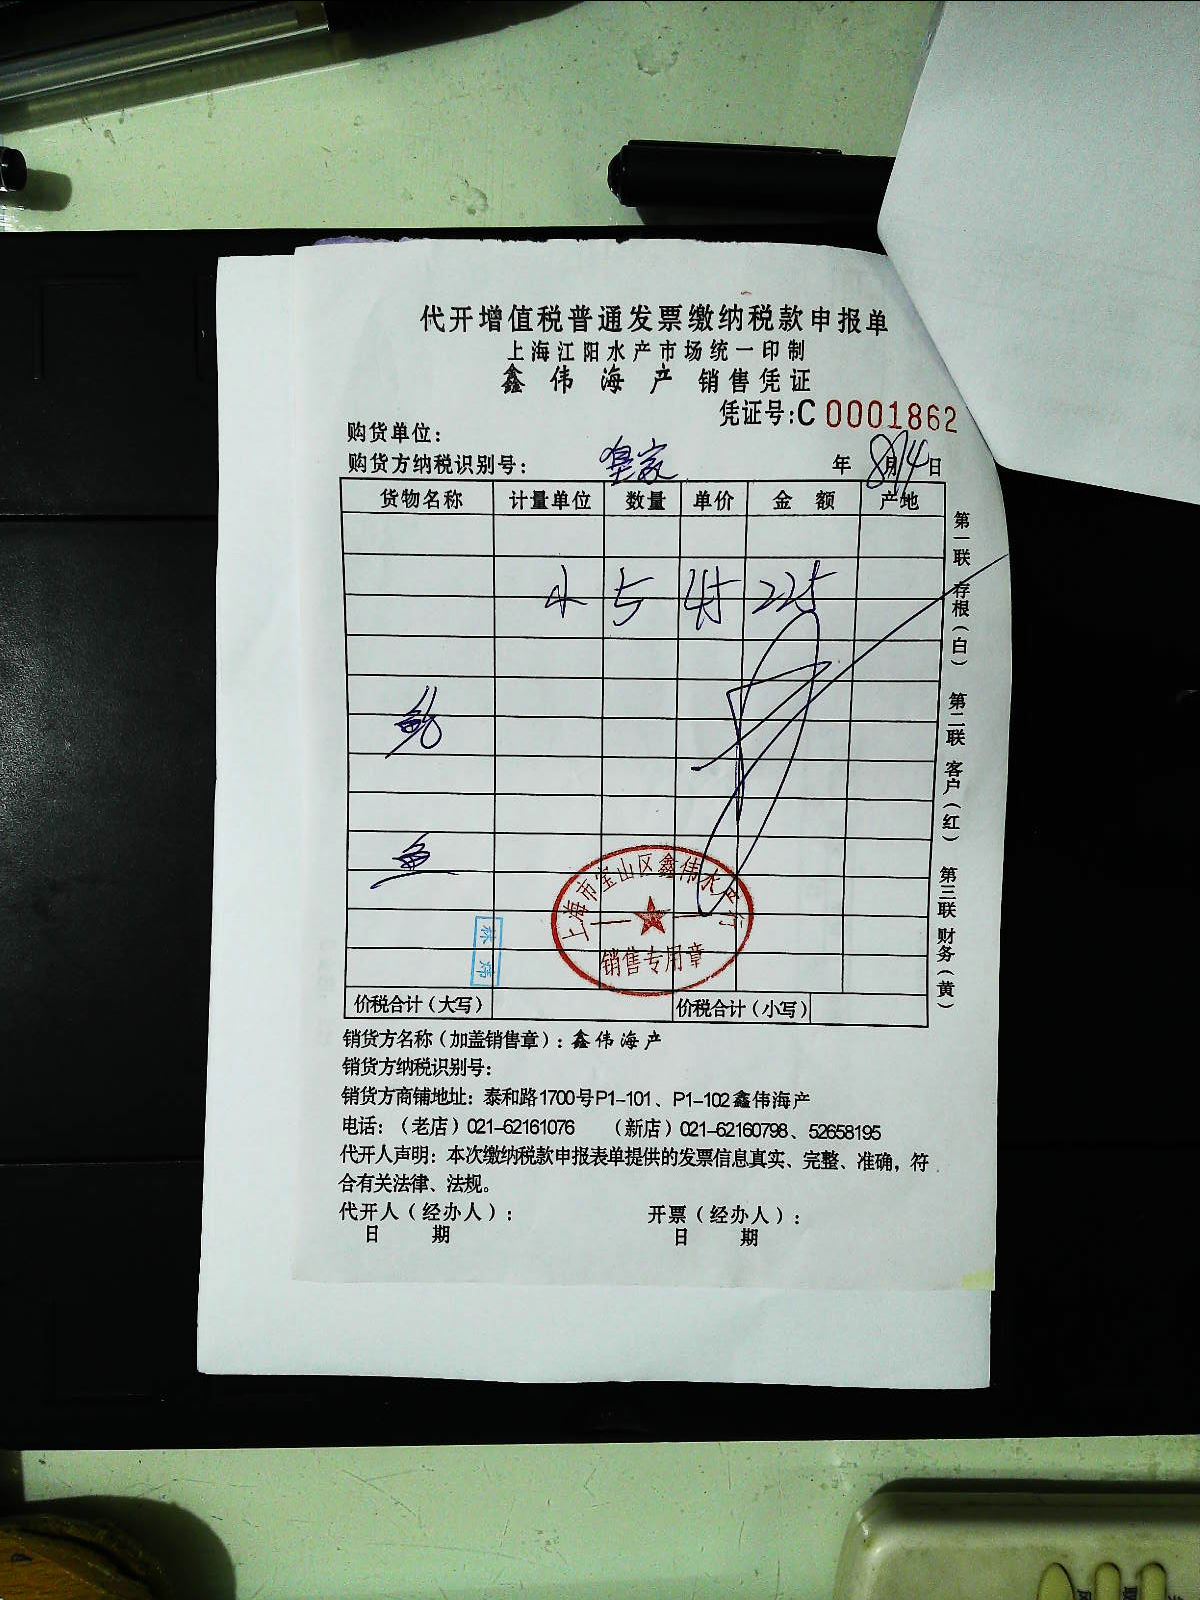 代开增值税普通发票缴纳税款申报单
上海江阳水产市场统一印制
鑫伟海产 销售凭证
凭证号:C 0001862
购货单位:
购货方纳税识别号: 皇家 年 8月14日
货物名称 计量单位 数量 单价 金额 产地
小 5 45 225
鲍
鱼
上海市宝山区鑫伟水产行
销售专用章
价税合计(大写) 价税合计(小写)
第一联 存根(白) 第二联 客户(红) 第三联 财务(黄)
销货方名称(加盖销售章):鑫伟海产
销货方纳税识别号:
销货方商铺地址:泰和路1700号P1-101、P1-102鑫伟海产
电话:(老店)021-62161076 (新店)021-62160798、52658195
代开人声明:本次缴纳税款申报表单提供的发票信息真实、完整、准确,符
合有关法律、法规。
代开人(经办人): 开票(经办人):
日 期 日 期